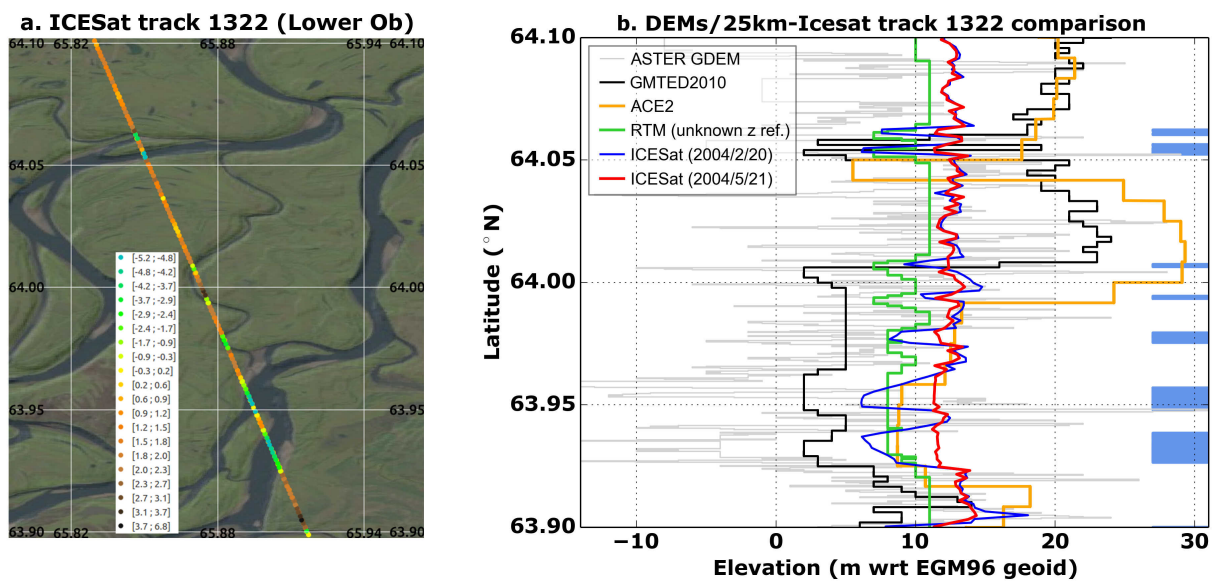 a. ICESat track 1322 (Lower Ob)
64.10
65.82
65.88
65.94
64.10
64.05
64.05
64.00
64.00
63.95
63.95
63.90
65.82
65.88
65.94
63.90
[-5.2 ; -4.8]
[-4.8 ; -4.2]
[-4.2 ; -3.7]
[-3.7 ; -2.9]
[-2.9 ; -2.4]
[-2.4 ; -1.7]
[-1.7 ; -0.9]
[-0.9 ; -0.3]
[-0.3 ; 0.2]
[0.2 ; 0.6]
[0.6 ; 0.9]
[0.9 ; 1.2]
[1.2 ; 1.5]
[1.5 ; 1.8]
[1.8 ; 2.0]
[2.0 ; 2.3]
[2.3 ; 2.7]
[2.7 ; 3.1]
[3.1 ; 3.7]
[3.7 ; 6.8]
b. DEMs/25km-Icesat track 1322 comparison
Latitude (°N)
64.10
64.05
64.00
63.95
63.90
ASTER GDEM
GMTED2010
ACE2
RTM (unknown z ref.)
ICESat (2004/2/20)
ICESat (2004/5/21)
−10
0
10
20
30
Elevation (m wrt EGM96 geoid)